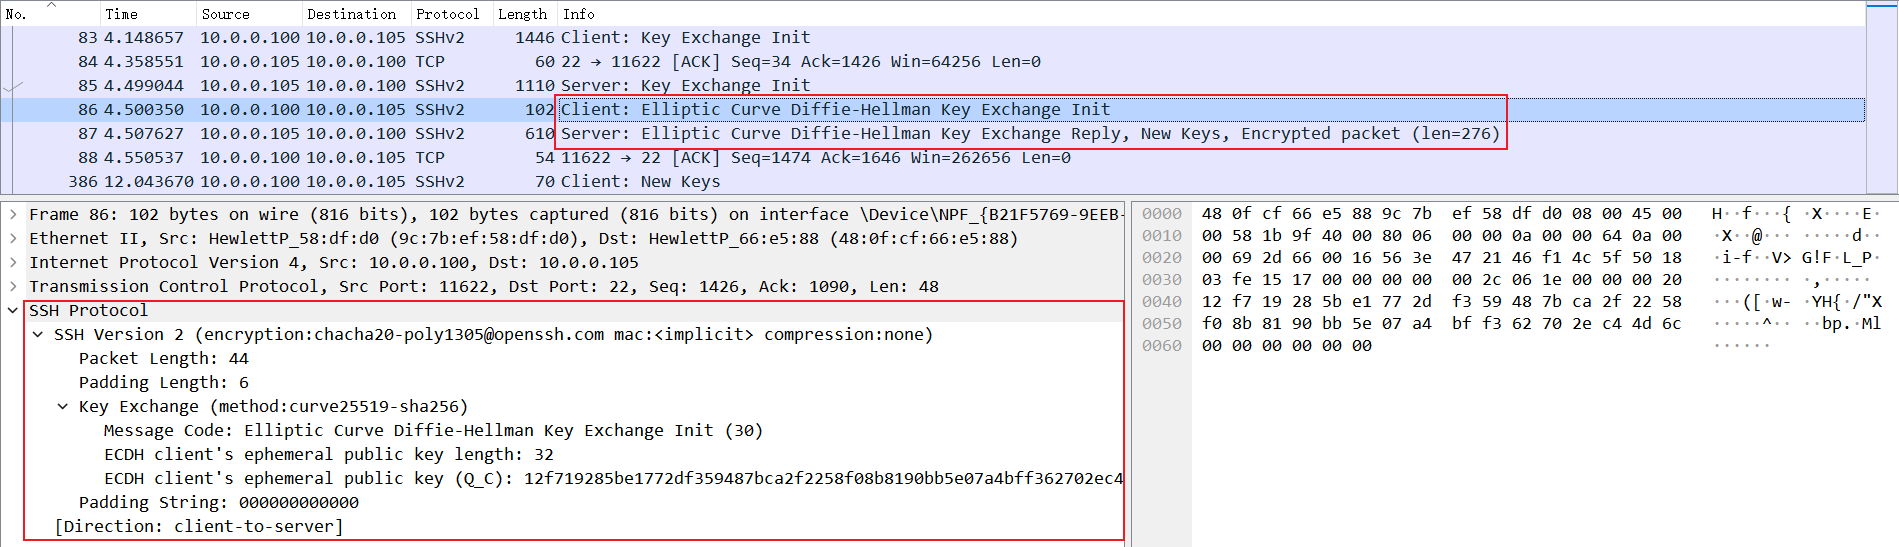 No. Time Source Destination Protocol Length Info
83 4.148657 10.0.0.100 10.0.0.105 SSHv2 1446 Client: Key Exchange Init
84 4.358551 10.0.0.105 10.0.0.100 TCP 60 22 → 11622 [ACK] Seq=34 Ack=1426 Win=64256 Len=0
85 4.499044 10.0.0.105 10.0.0.100 SSHv2 1110 Server: Key Exchange Init
86 4.500350 10.0.0.100 10.0.0.105 SSHv2 102 Client: Elliptic Curve Diffie-Hellman Key Exchange Init
87 4.507627 10.0.0.105 10.0.0.100 SSHv2 610 Server: Elliptic Curve Diffie-Hellman Key Exchange Reply, New Keys, Encrypted packet (len=276)
88 4.550537 10.0.0.100 10.0.0.105 TCP 54 11622 → 22 [ACK] Seq=1474 Ack=1646 Win=262656 Len=0
386 12.043670 10.0.0.100 10.0.0.105 SSHv2 70 Client: New Keys
Frame 86: 102 bytes on wire (816 bits), 102 bytes captured (816 bits) on interface \Device\NPF_{B21F5769-9EEB-
Ethernet II, Src: HewlettP_58:df:d0 (9c:7b:ef:58:df:d0), Dst: HewlettP_66:e5:88 (48:0f:cf:66:e5:88)
Internet Protocol Version 4, Src: 10.0.0.100, Dst: 10.0.0.105
Transmission Control Protocol, Src Port: 11622, Dst Port: 22, Seq: 1426, Ack: 1090, Len: 48
SSH Protocol
SSH Version 2 (encryption:chacha20-poly1305@openssh.com mac:<implicit> compression:none)
Packet Length: 44
Padding Length: 6
Key Exchange (method:curve25519-sha256)
Message Code: Elliptic Curve Diffie-Hellman Key Exchange Init (30)
ECDH client's ephemeral public key length: 32
ECDH client's ephemeral public key (Q_C): 12f719285be1772df359487bca2f2258f08b8190bb5e07a4bff362702ec4
Padding String: 000000000000
[Direction: client-to-server]
0000 48 0f cf 66 e5 88 9c 7b ef 58 df d0 08 00 45 00 H··f···{ ·X····E·
0010 00 58 1b 9f 40 00 80 06 00 00 0a 00 00 64 0a 00 ·X··@··· ·····d··
0020 00 69 2d 66 00 16 56 3e 47 21 46 f1 4c 5f 50 18 ·i-f··V> G!F·L_P·
0030 03 fe 15 17 00 00 00 00 00 2c 06 1e 00 00 00 20 ········ ·,·····
0040 12 f7 19 28 5b e1 77 2d f3 59 48 7b ca 2f 22 58 ···([·w- ·YH{·/"X
0050 f0 8b 81 90 bb 5e 07 a4 bf f3 62 70 2e c4 4d 6c ·····^·· ··bp.·Ml
0060 00 00 00 00 00 00 ······